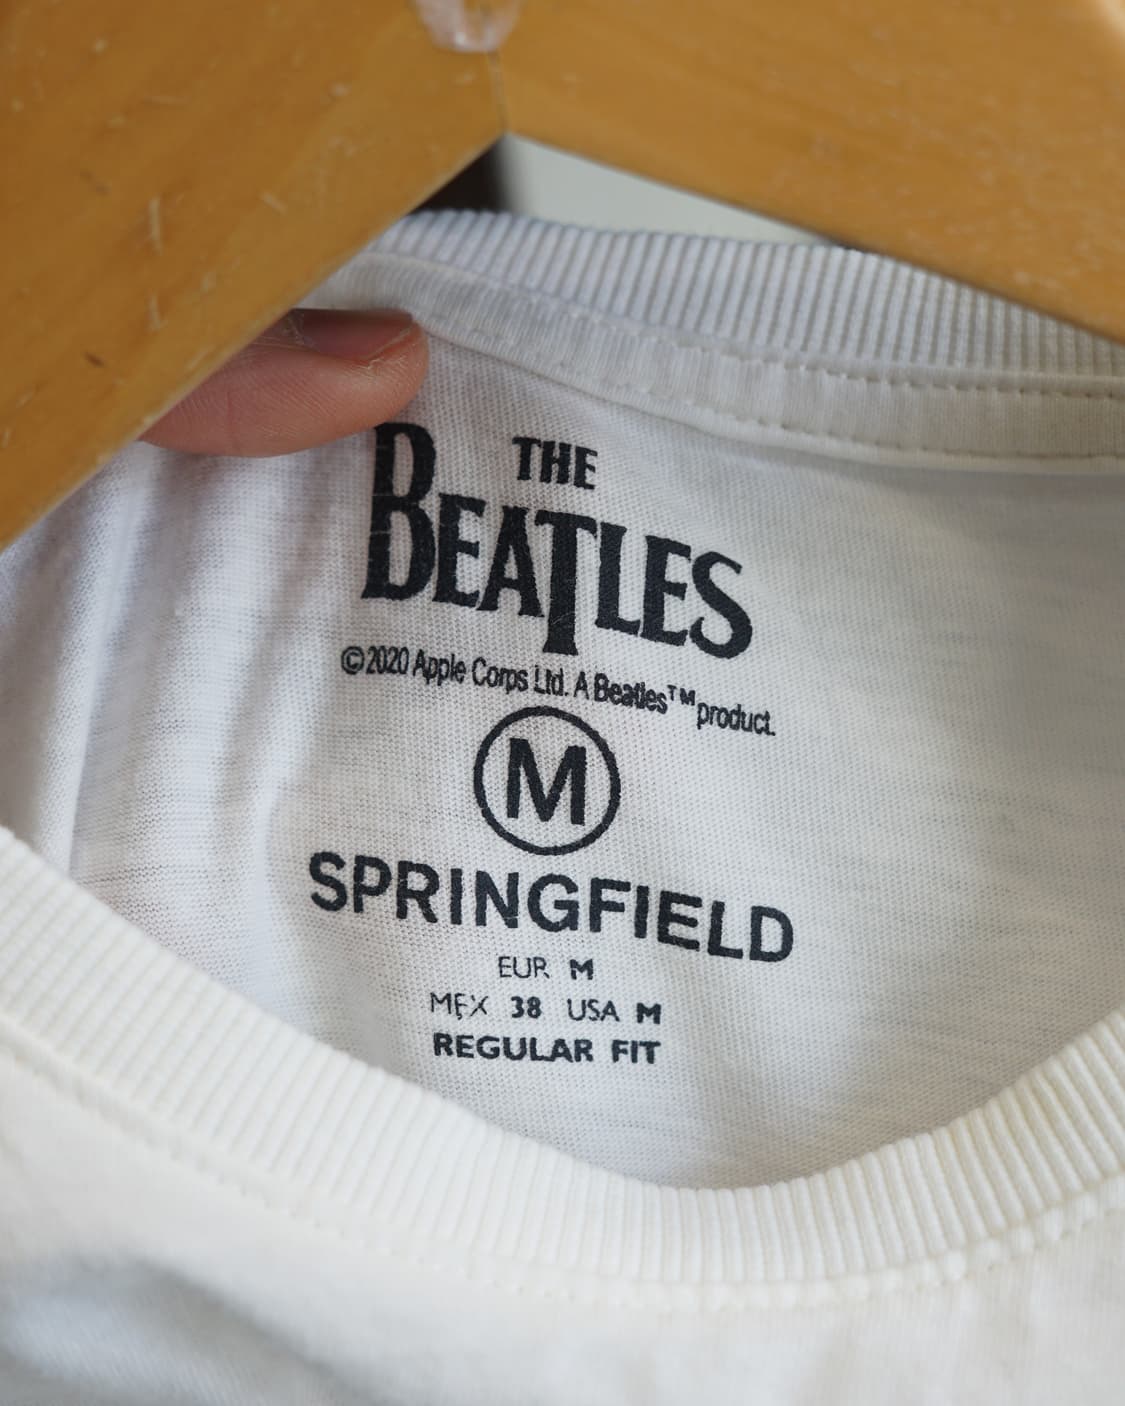 THE
BEATLES
©2020 Apple Corps Ltd. A Beatles™ product.
M
SPRINGFIELD
EUR M
MEX 38 USA M
REGULAR FIT